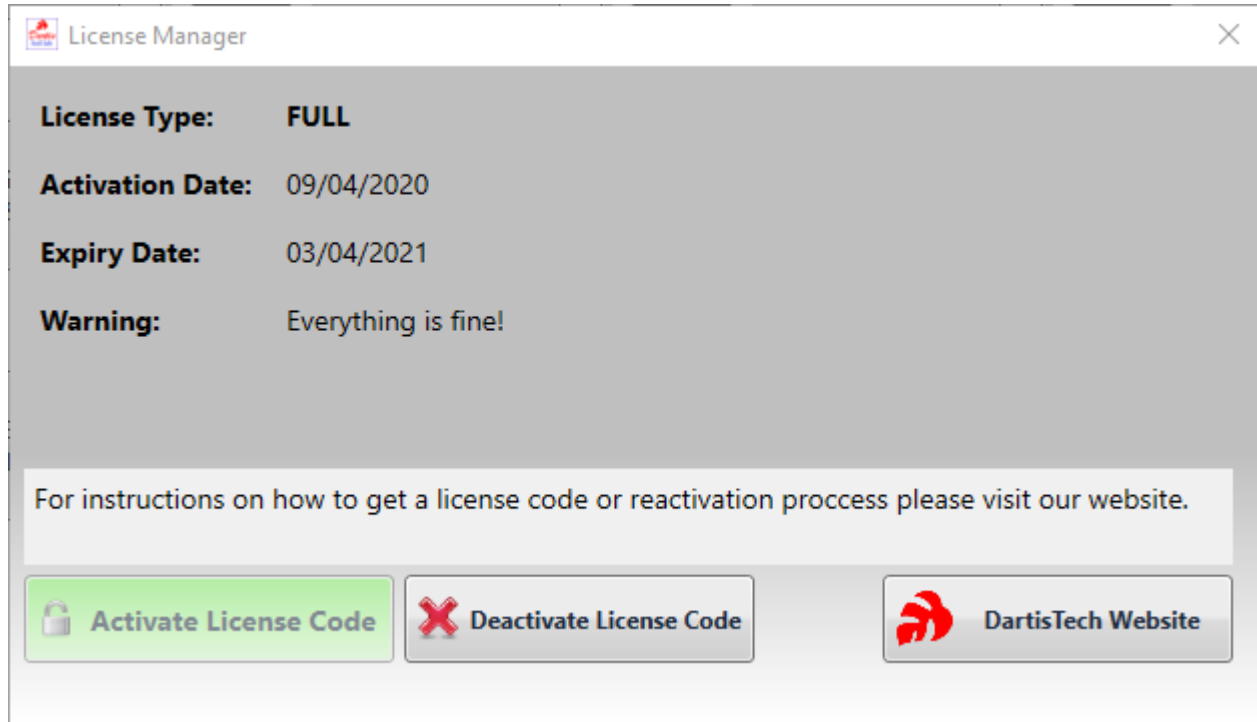 License Manager
License Type: FULL
Activation Date: 09/04/2020
Expiry Date: 03/04/2021
Warning: Everything is fine!
For instructions on how to get a license code or reactivation proccess please visit our website.
Activate License Code Deactivate License Code DartisTech Website